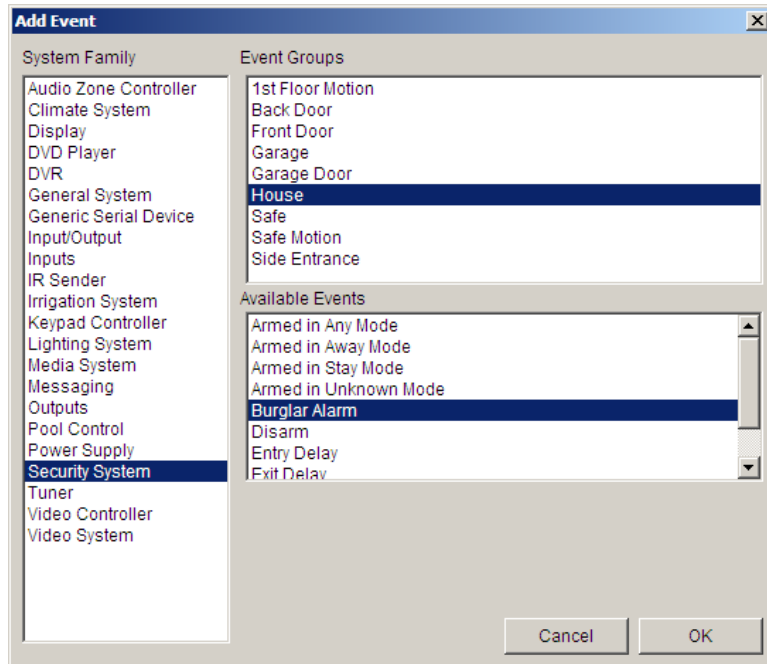 Add Event
System Family
Audio Zone Controller
Climate System
Display
DVD Player
DVR
General System
Generic Serial Device
Input/Output
Inputs
IR Sender
Irrigation System
Keypad Controller
Lighting System
Media System
Messaging
Outputs
Pool Control
Power Supply
Security System
Tuner
Video Controller
Video System
Event Groups
1st Floor Motion
Back Door
Front Door
Garage
Garage Door
House
Safe
Safe Motion
Side Entrance
Available Events
Armed in Any Mode
Armed in Away Mode
Armed in Stay Mode
Armed in Unknown Mode
Burglar Alarm
Disarm
Entry Delay
Exit Delay
Cancel
OK